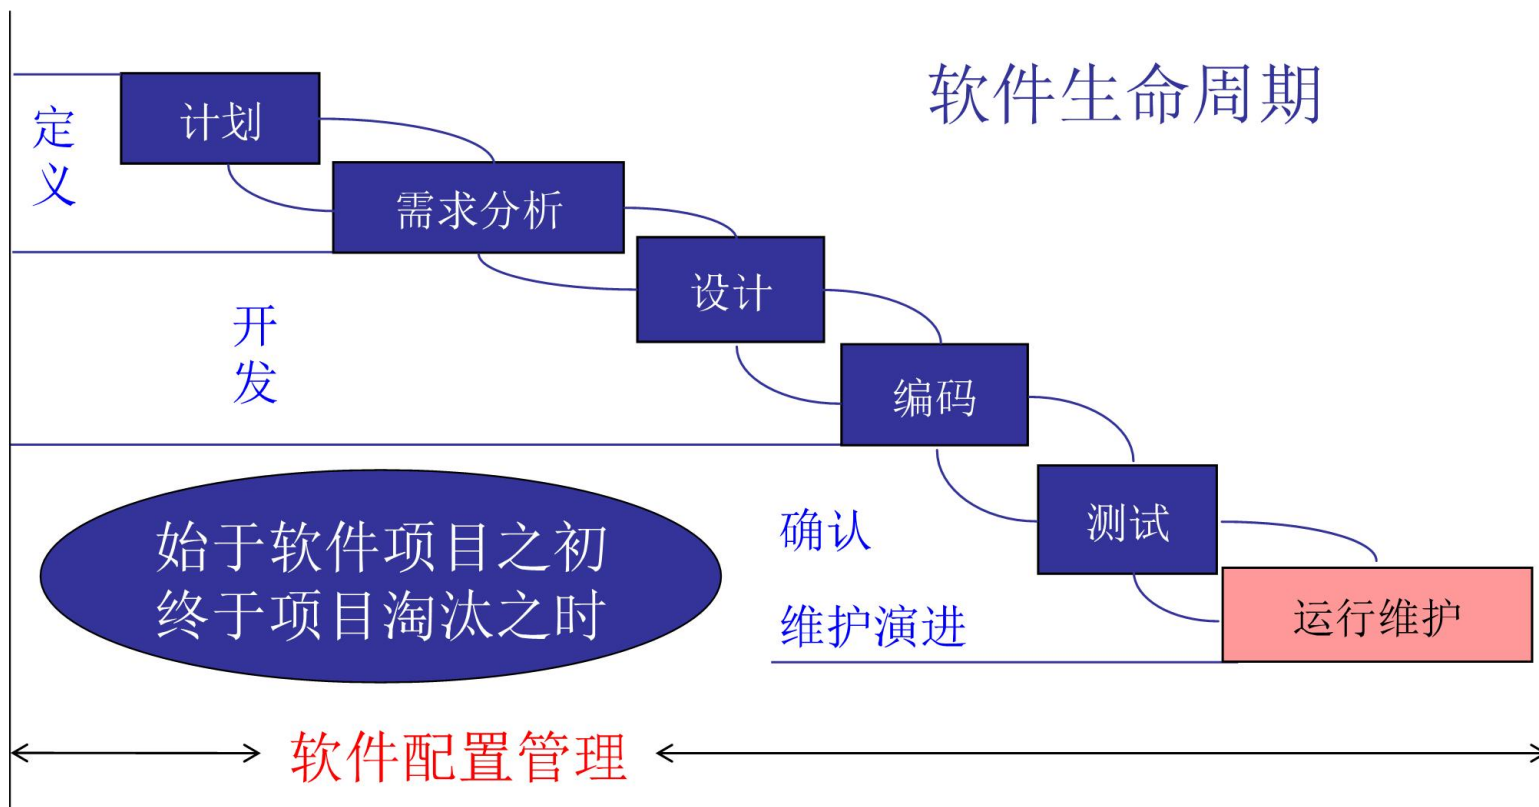 软件生命周期
定义
计划
需求分析
开发
设计
编码
始于软件项目之初
终于项目淘汰之时
确认
测试
维护演进
运行维护
软件配置管理